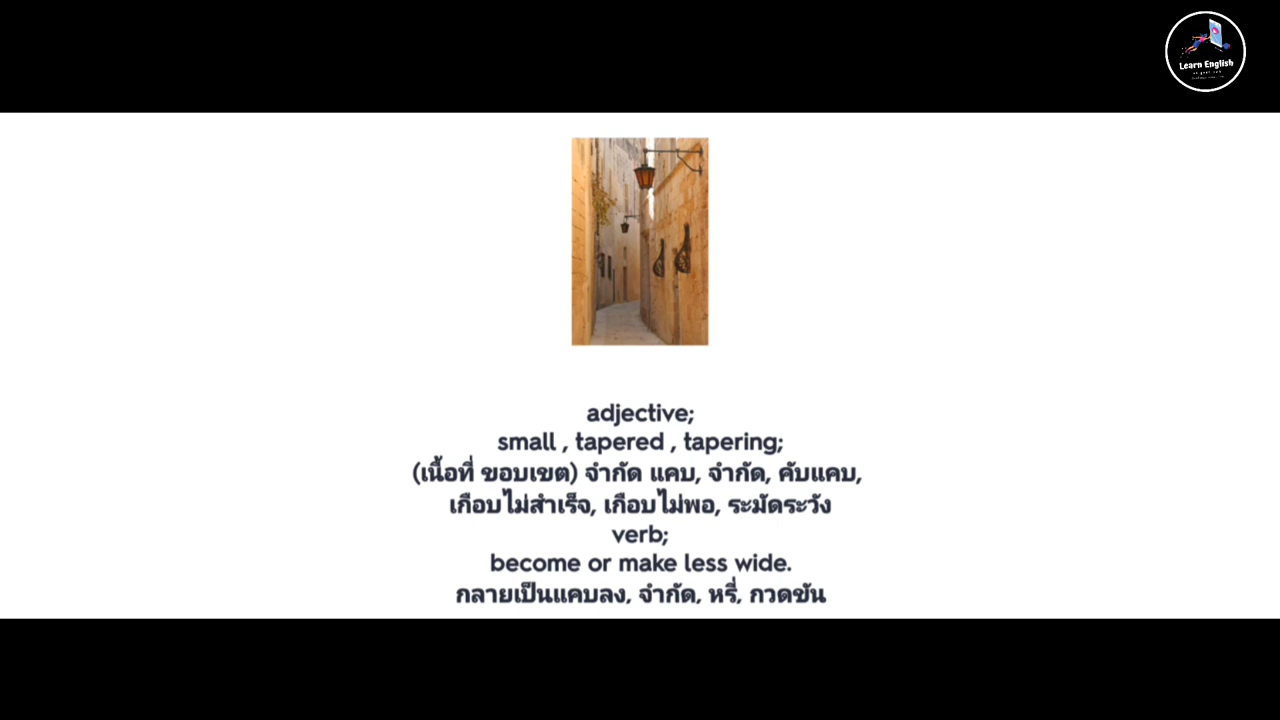 Learn English
adjective;
small , tapered , tapering;
(เนื้อที่ ขอบเขต) จำกัด แคบ, จำกัด, คับแคบ,
เกือบไม่สำเร็จ, เกือบไม่พอ, ระมัดระวัง
verb;
become or make less wide.
กลายเป็นแคบลง, จำกัด, หรี่, กวดขัน